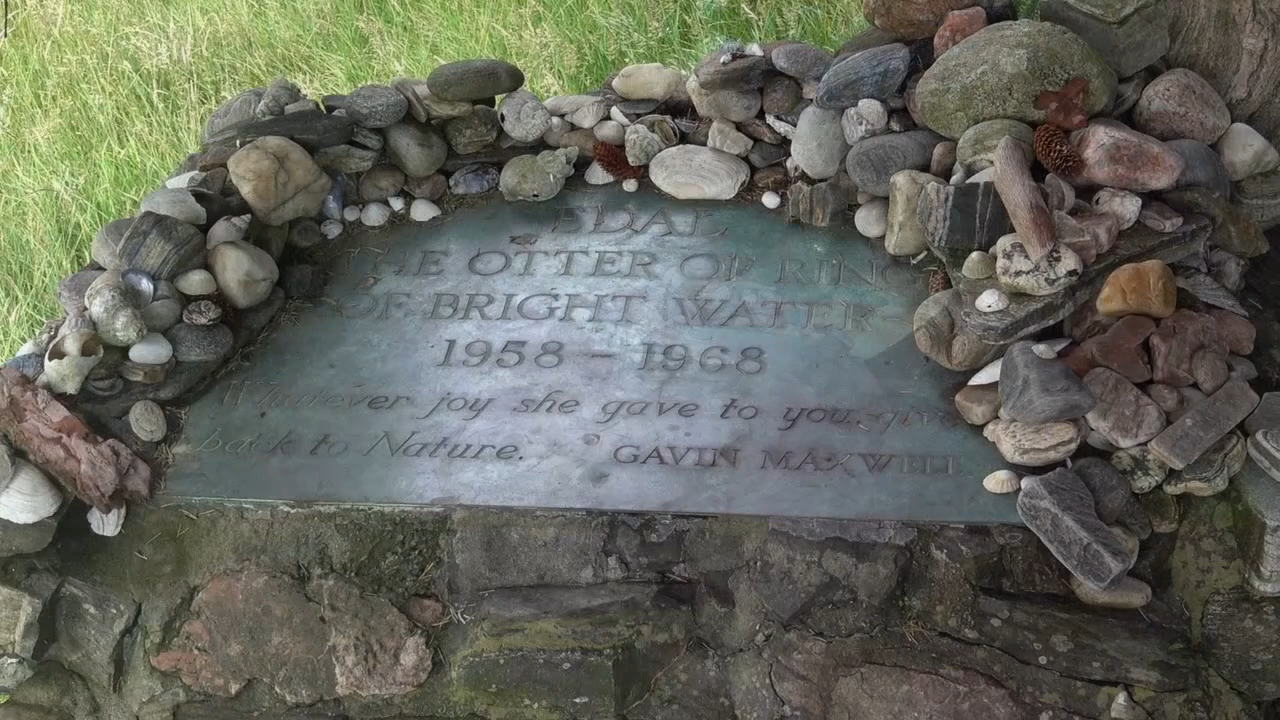 EDAL
THE OTTER OF RING
OF BRIGHT WATER
1958 – 1968
Whatever joy she gave to you, give
back to Nature. GAVIN MAXWELL